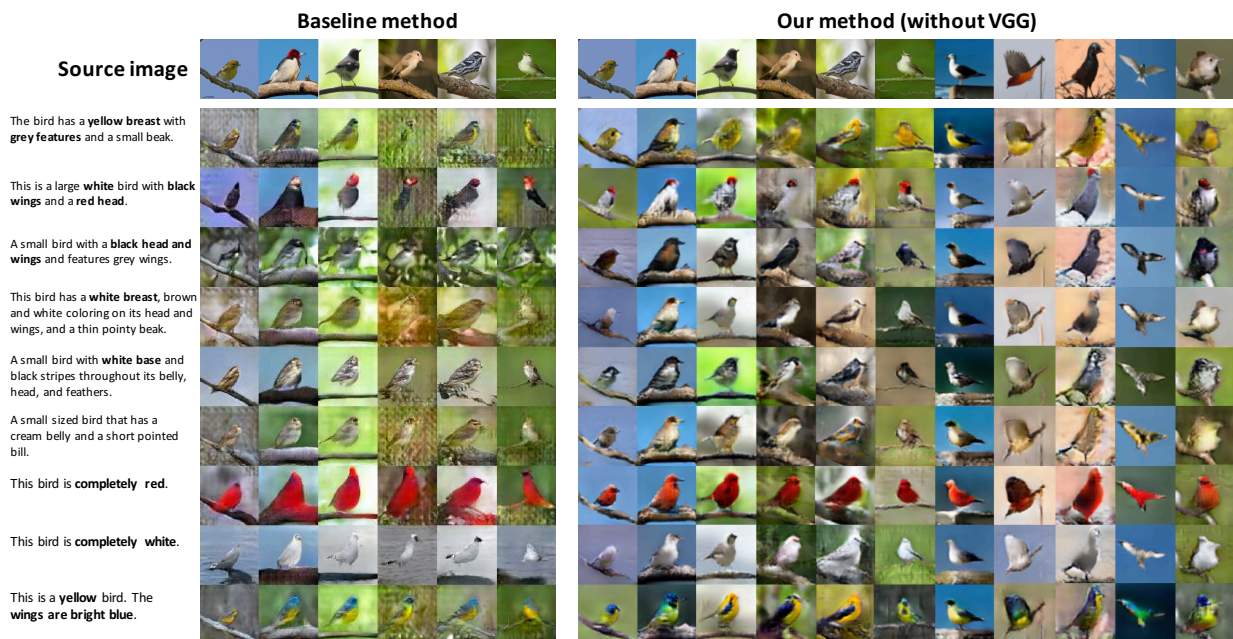 Baseline method
Our method (without VGG)
Source image
The bird has a yellow breast with
grey features and a small beak.
This is a large white bird with black
wings and a red head.
A small bird with a black head and
wings and features grey wings.
This bird has a white breast, brown
and white coloring on its head and
wings, and a thin pointy beak.
A small bird with white base and
black stripes throughout its belly,
head, and feathers.
A small sized bird that has a
cream belly and a short pointed
bill.
This bird is completely red.
This bird is completely white.
This is a yellow bird. The
wings are bright blue.